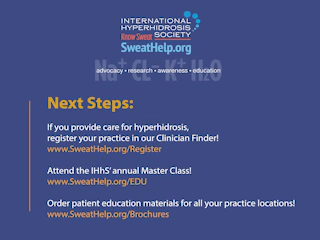 INTERNATIONAL
HYPERHIDROSIS
Know Sweat SOCIETY
SweatHelp.org
Na+ CL- K+ H2O
advocacy • research • awareness • education
Next Steps:
If you provide care for hyperhidrosis,
register your practice in our Clinician Finder!
www.SweatHelp.org/Register
Attend the IHhS’ annual Master Class!
www.SweatHelp.org/EDU
Order patient education materials for all your practice locations!
www.SweatHelp.org/Brochures